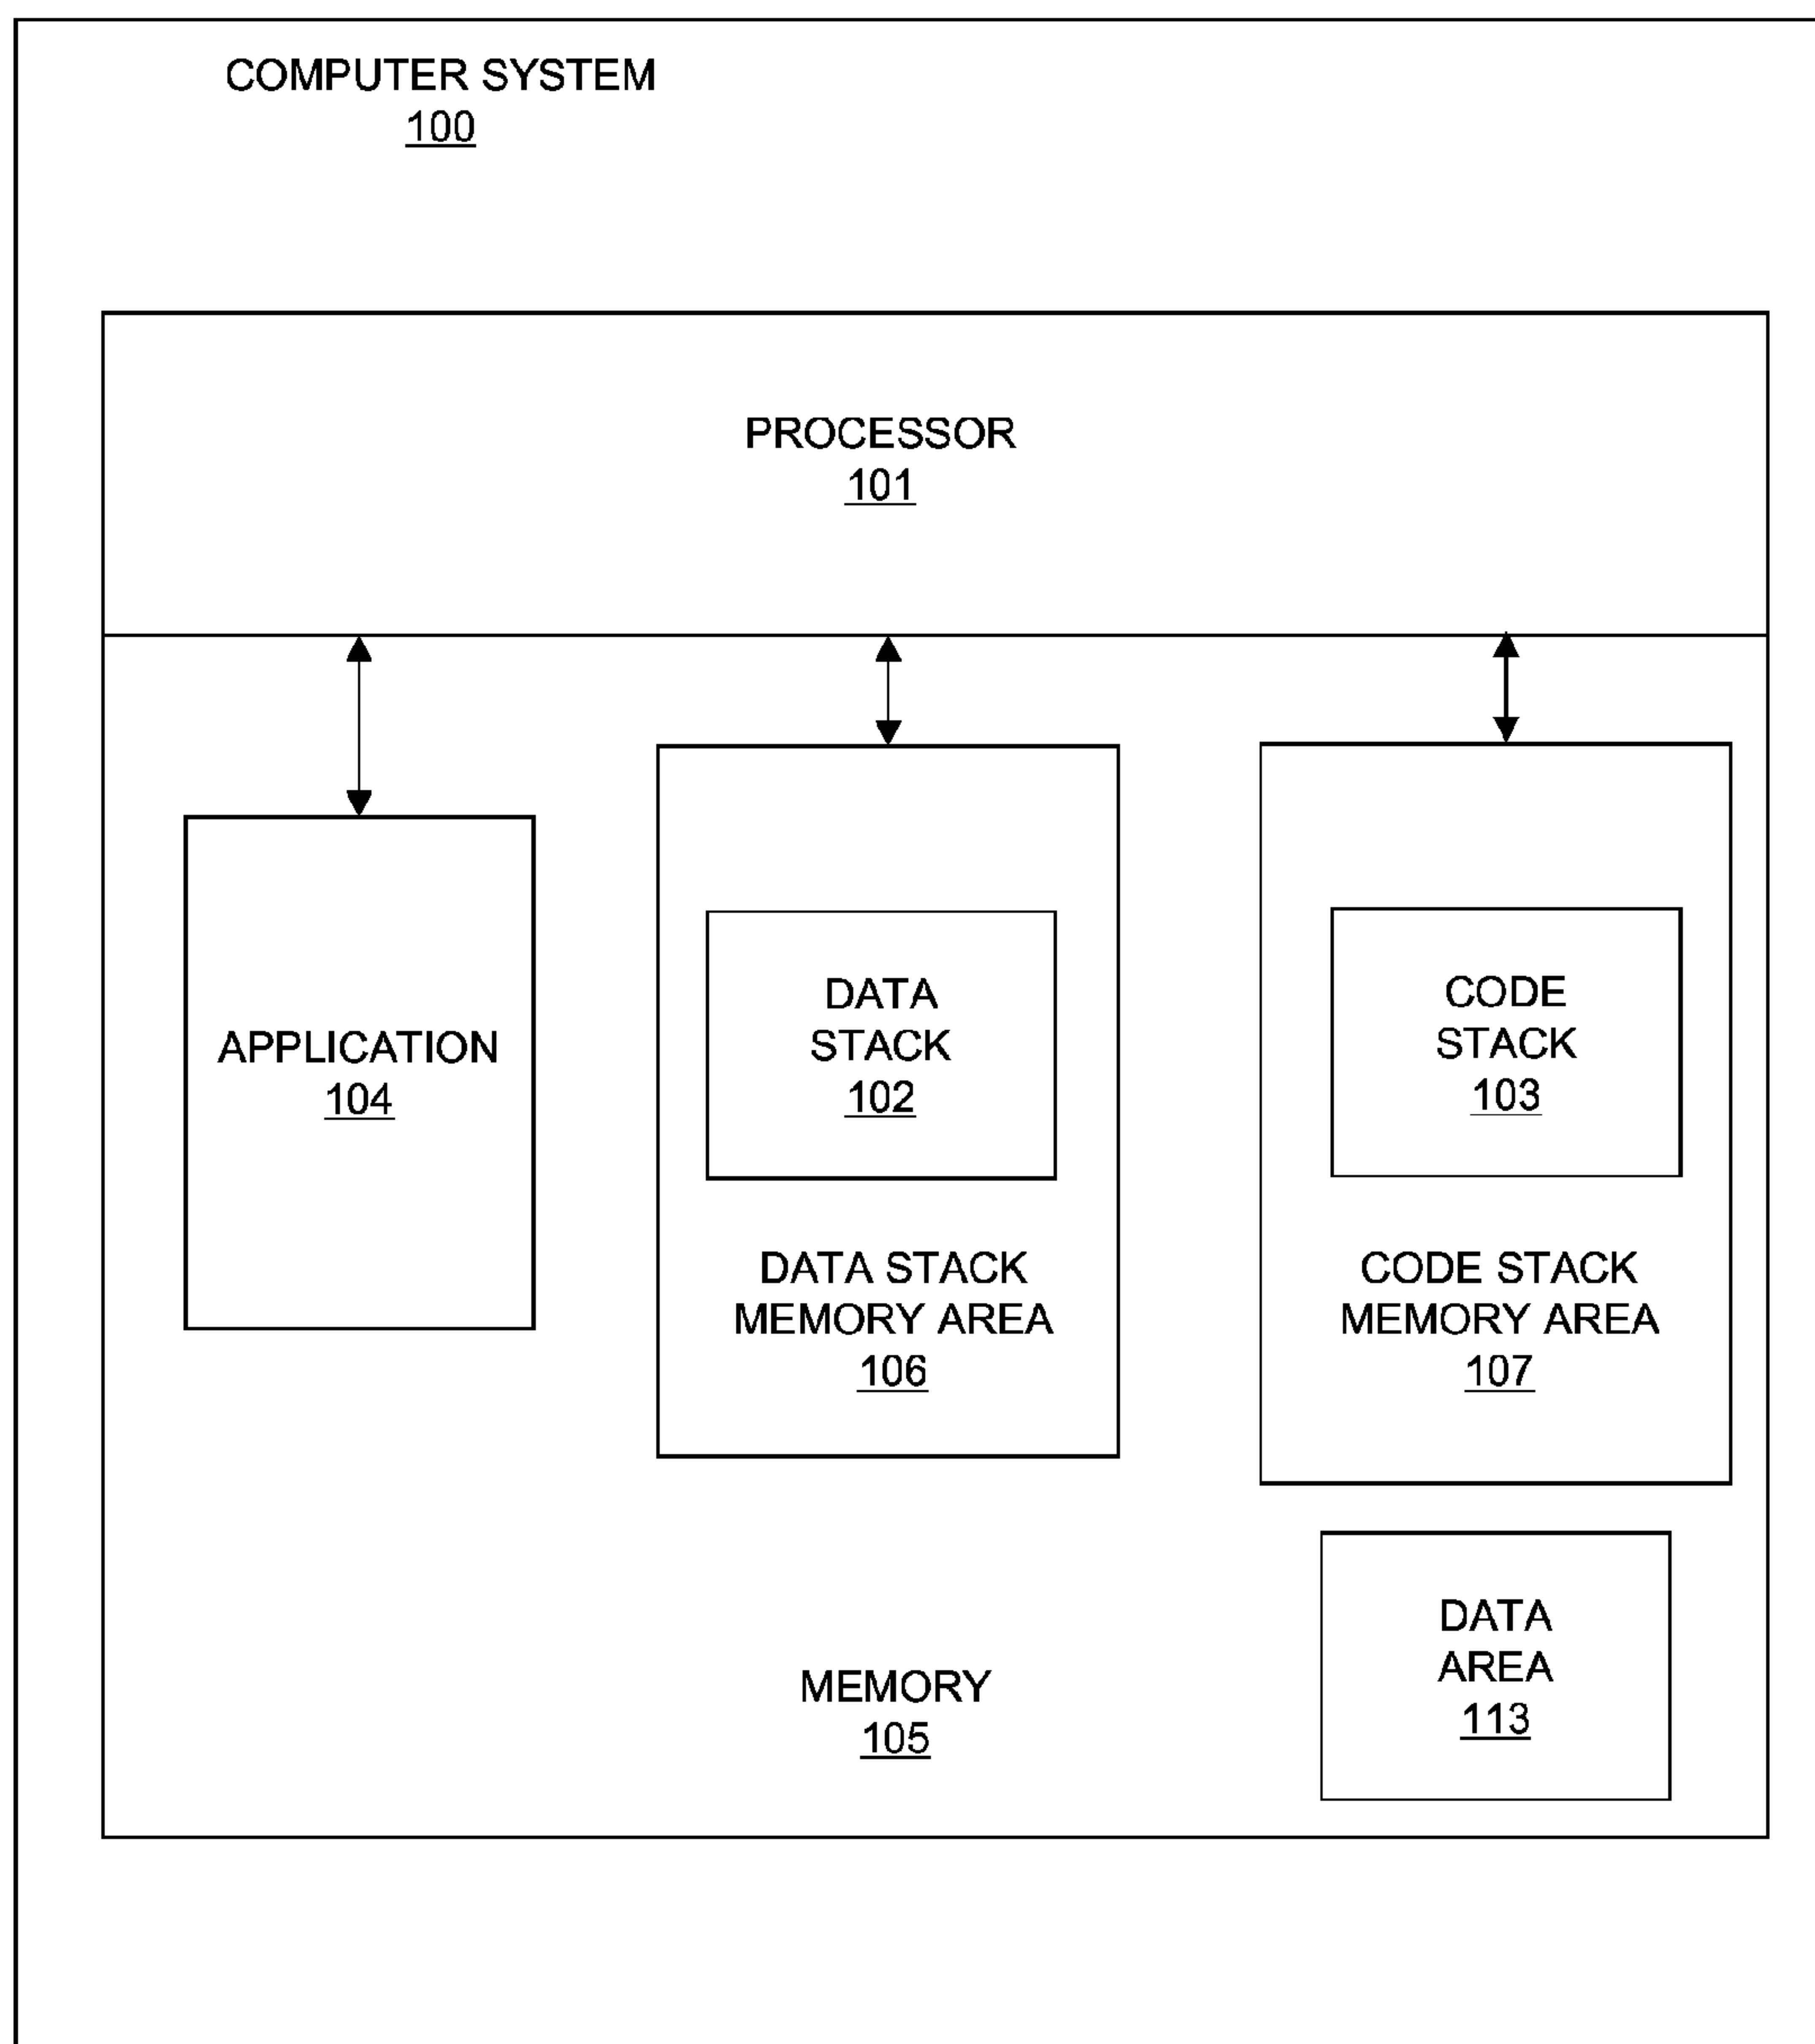 COMPUTER SYSTEM
100
PROCESSOR
101
APPLICATION
104
DATA
STACK
102
DATA STACK
MEMORY AREA
106
CODE
STACK
103
CODE STACK
MEMORY AREA
107
MEMORY
105
DATA
AREA
113